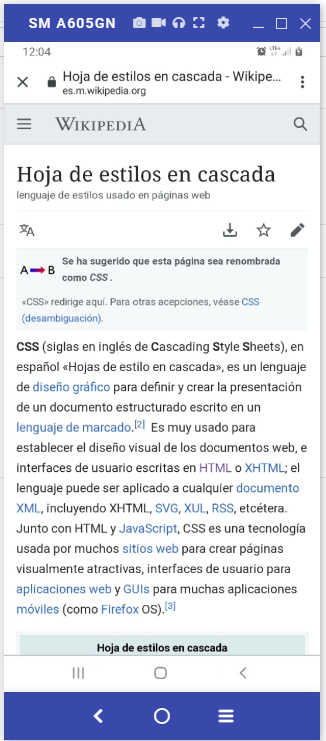 SM A605GN
12:04
Hoja de estilos en cascada - Wikipe...
es.m.wikipedia.org
WIKIPEDIA
Hoja de estilos en cascada
lenguaje de estilos usado en páginas web
A B
Se ha sugerido que esta página sea renombrada
como CSS .
«CSS» redirige aquí. Para otras acepciones, véase CSS
(desambiguación).
CSS (siglas en inglés de Cascading Style Sheets), en
español «Hojas de estilo en cascada», es un lenguaje
de diseño gráfico para definir y crear la presentación
de un documento estructurado escrito en un
lenguaje de marcado.[2] Es muy usado para
establecer el diseño visual de los documentos web, e
interfaces de usuario escritas en HTML o XHTML; el
lenguaje puede ser aplicado a cualquier documento
XML, incluyendo XHTML, SVG, XUL, RSS, etcétera.
Junto con HTML y JavaScript, CSS es una tecnología
usada por muchos sitios web para crear páginas
visualmente atractivas, interfaces de usuario para
aplicaciones web y GUIs para muchas aplicaciones
móviles (como Firefox OS).[3]
Hoja de estilos en cascada